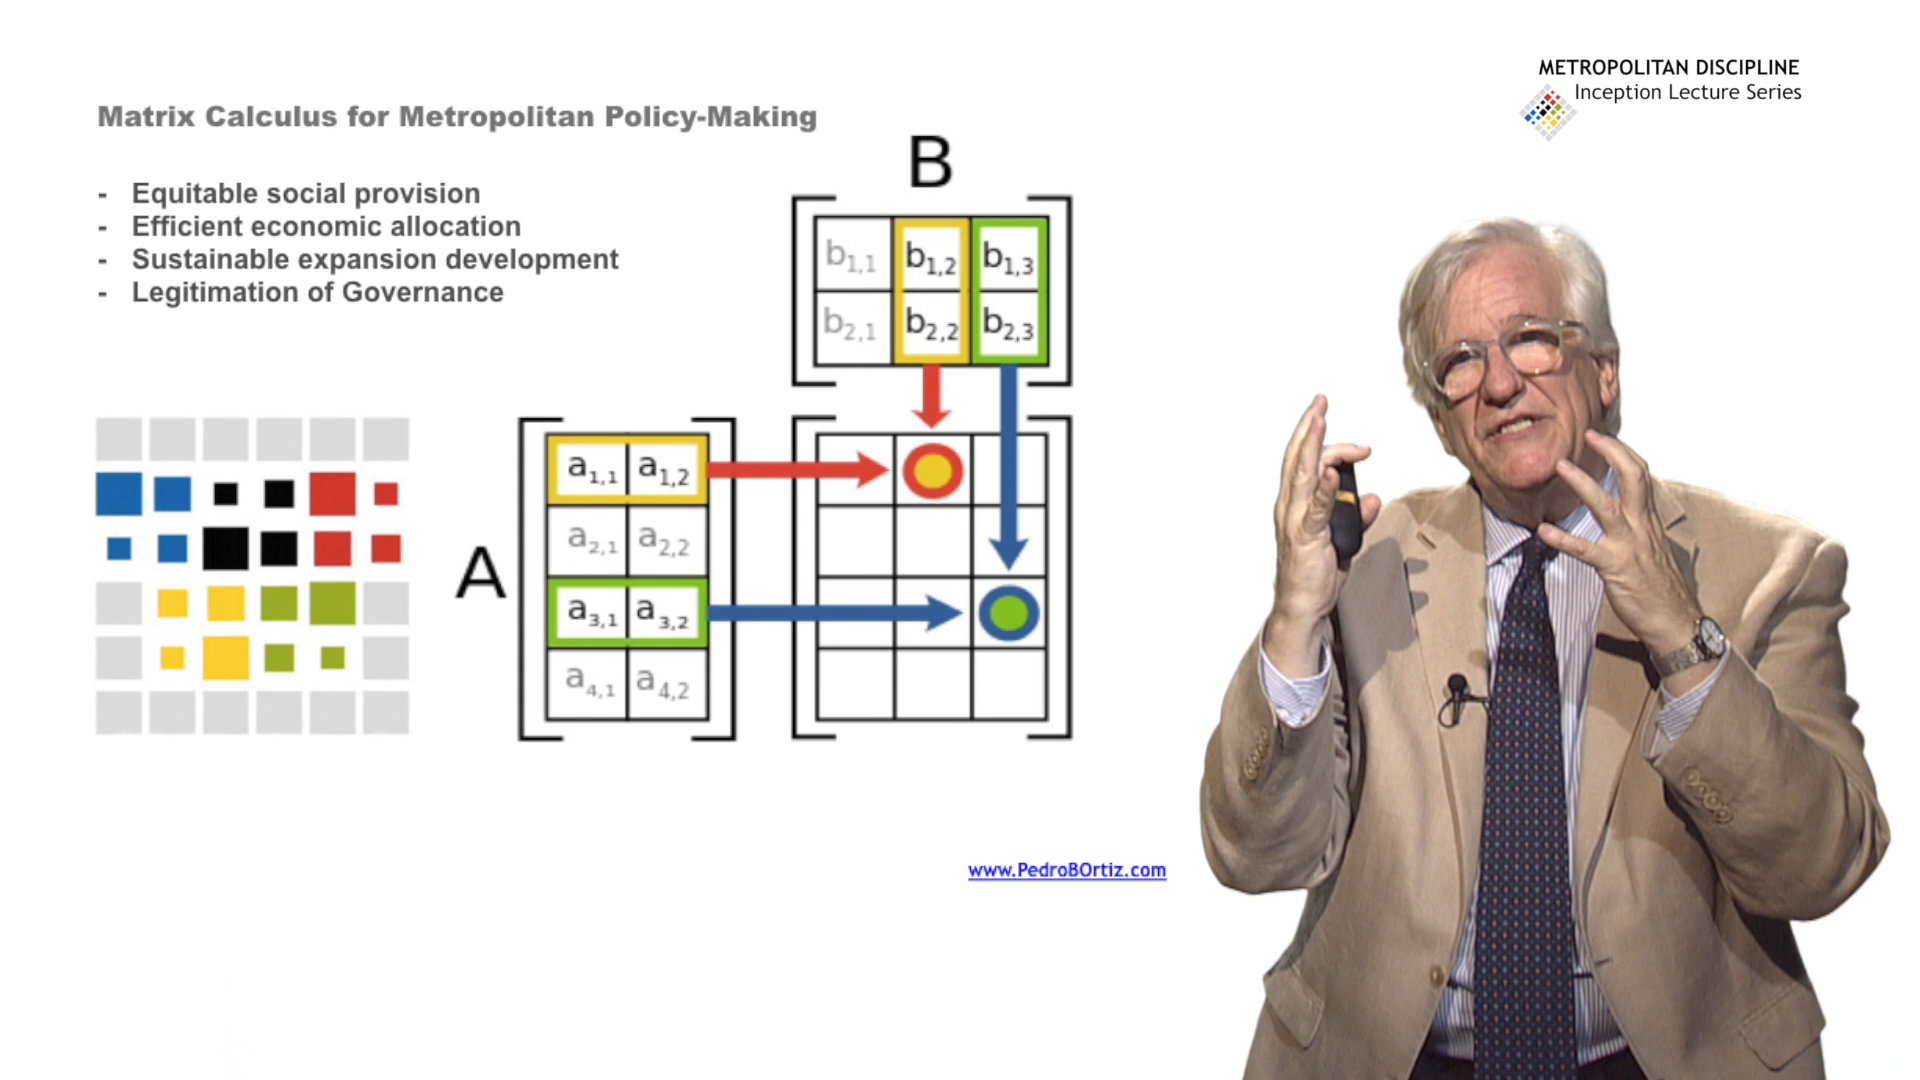 METROPOLITAN DISCIPLINE
Inception Lecture Series
Matrix Calculus for Metropolitan Policy-Making
- Equitable social provision
- Efficient economic allocation
- Sustainable expansion development
- Legitimation of Governance
B
b1,1 b1,2 b1,3
b2,1 b2,2 b2,3
A
a1,1 a1,2
a2,1 a2,2
a3,1 a3,2
a4,1 a4,2
www.PedroBOrtiz.com